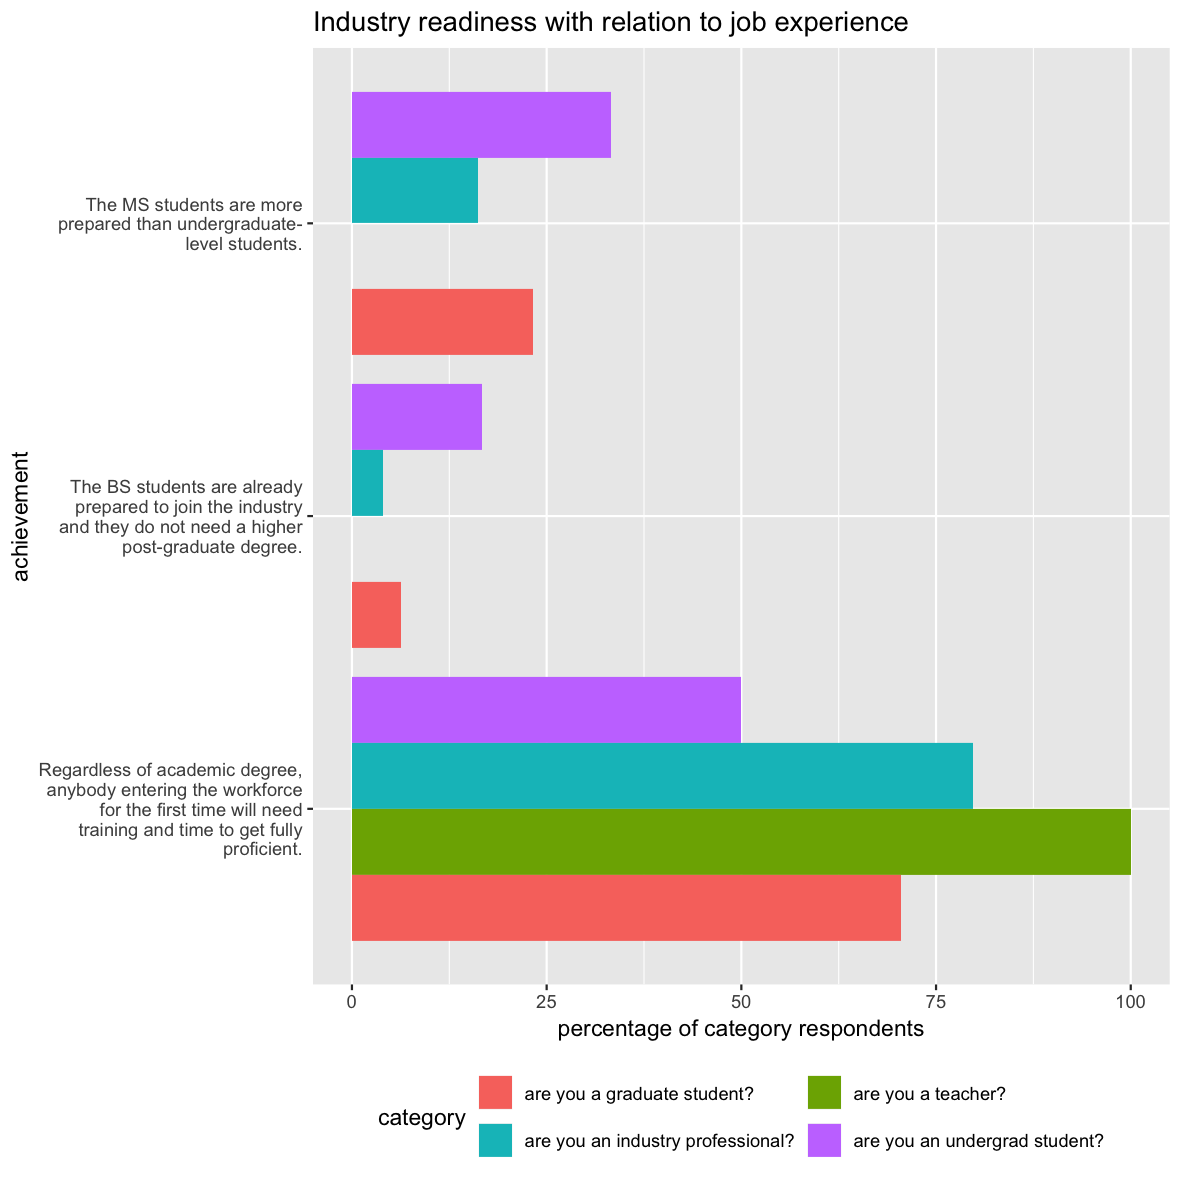 Industry readiness with relation to job experience
The MS students are more
prepared than undergraduate-
level students.
The BS students are already
prepared to join the industry
and they do not need a higher
post-graduate degree.
Regardless of academic degree,
anybody entering the workforce
for the first time will need
training and time to get fully
proficient.
achievement
0 25 50 75 100
percentage of category respondents
category
are you a graduate student? are you a teacher?
are you an industry professional? are you an undergrad student?